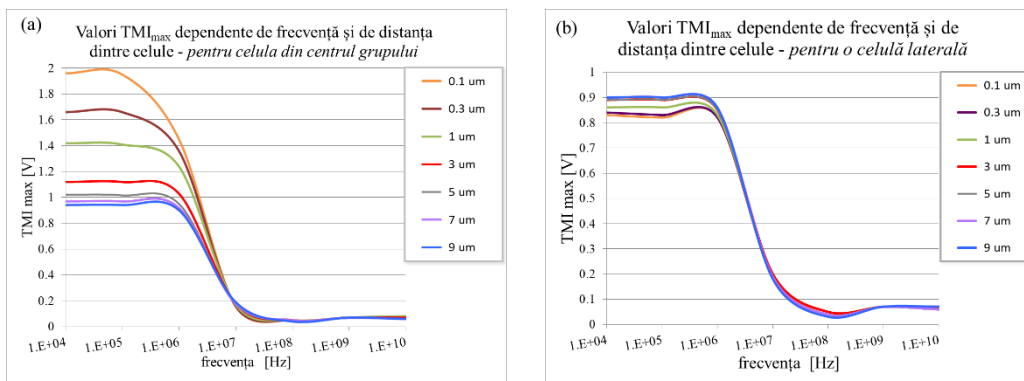 (a)
Valori TMImax dependente de frecvență și de distanța
dintre celule - pentru celula din centrul grupului
TMI max [V]
2
1.8
1.6
1.4
1.2
1
0.8
0.6
0.4
0.2
0
1.E+04 1.E+05 1.E+06 1.E+07 1.E+08 1.E+09 1.E+10
frecvența [Hz]
0.1 um
0.3 um
1 um
3 um
5 um
7 um
9 um
(b)
Valori TMImax dependente de frecvență și de
distanța dintre celule - pentru o celulă laterală
TMI max [V]
1
0.9
0.8
0.7
0.6
0.5
0.4
0.3
0.2
0.1
0
1.E+04 1.E+05 1.E+06 1.E+07 1.E+08 1.E+09 1.E+10
frecvența [Hz]
0.1 um
0.3 um
1 um
3 um
5 um
7 um
9 um